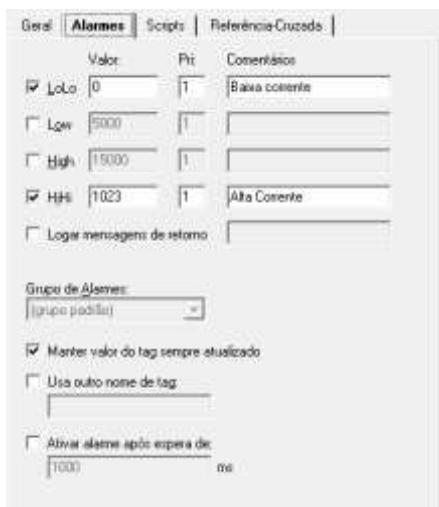 Geral Alarmes Scripts Referência-Cruzada
Valor Pri: Comentários
LoLo 0 1 Baixa corrente
Low 5000 1
High 15000 1
HiHi 1023 1 Alta Corrente
Logar mensagens de retorno
Grupo de Alarmes:
(grupo padrão)
Manter valor do tag sempre atualizado
Usa outro nome de tag:
Ativar alarme após espera de:
1000 ms